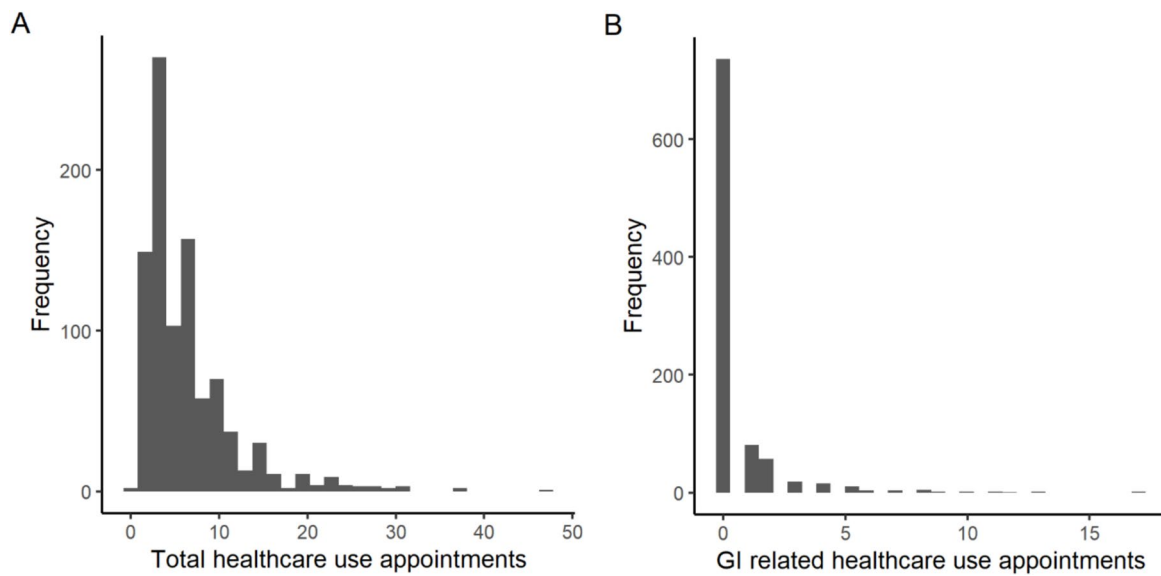 A
Frequency
200
100
0
0 10 20 30 40 50
Total healthcare use appointments
B
Frequency
600
400
200
0
0 5 10 15
GI related healthcare use appointments